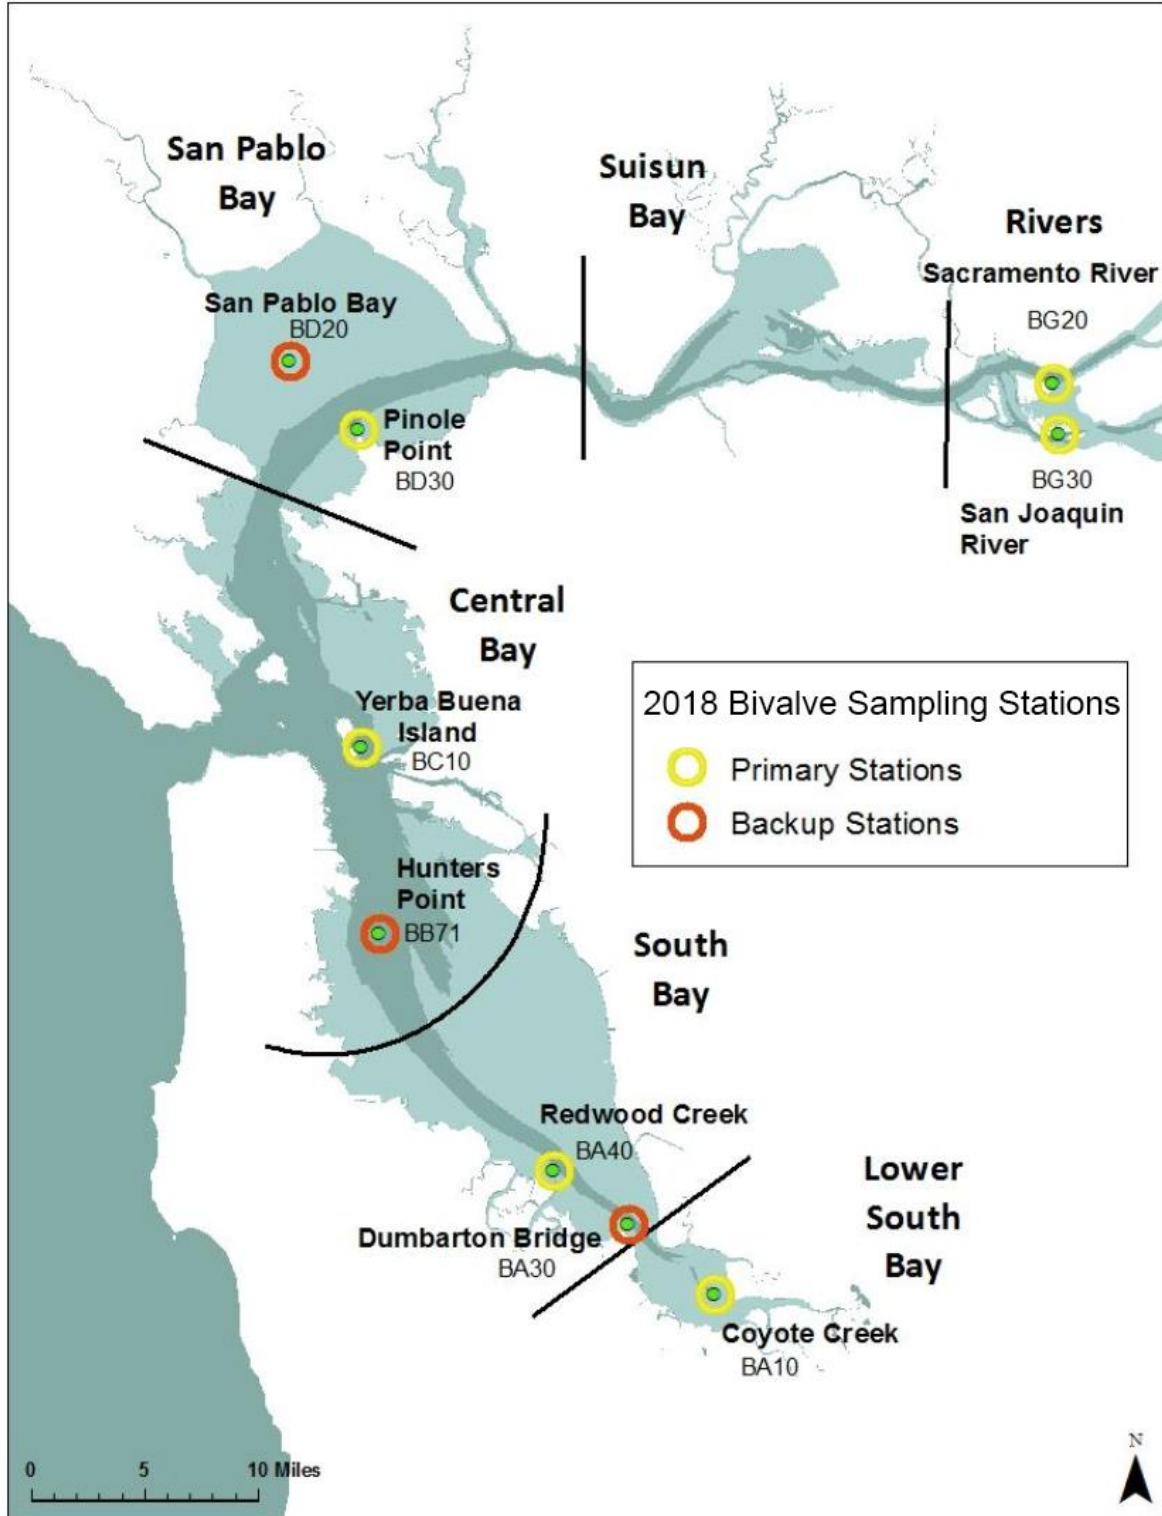 San Pablo
Bay
Suisun
Bay
Rivers
Sacramento River
BG20
San Pablo Bay
BD20
Pinole
Point
BD30
BG30
San Joaquin
River
Central
Bay
Yerba Buena
Island
BC10
2018 Bivalve Sampling Stations
Primary Stations
Backup Stations
Hunters
Point
BB71
South
Bay
Redwood Creek
BA40
Lower
South
Bay
Dumbarton Bridge
BA30
Coyote Creek
BA10
0 5 10 Miles
N